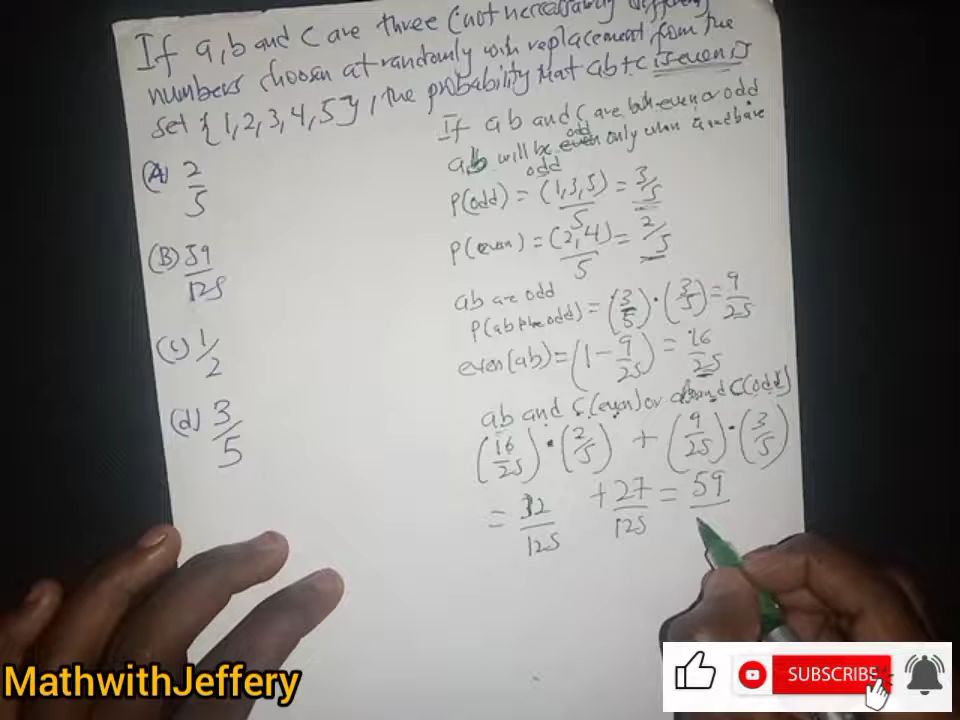 If a, b and c are three (not necessarily different)
numbers choosen at randomly with replacement from the
set {1, 2, 3, 4, 5}, the probability that ab+c is even is
(A) 2/5
(B) 59/125
(c) 1/2
(d) 3/5
If ab and c are both even or odd
ab will be odd only when a and b are
odd
P(odd) = (1,3,5)/5 = 3/5
P(even) = (2,4)/5 = 2/5
ab are odd
P(ab odd) = (3/5) · (3/5) = 9/25
even(ab) = (1 - 9/25) = 16/25
ab and c(even) or ab and c(odd)
(16/25) · (2/5) + (9/25) · (3/5)
= 32/125 + 27/125 = 59
MathwithJeffery
SUBSCRIBE